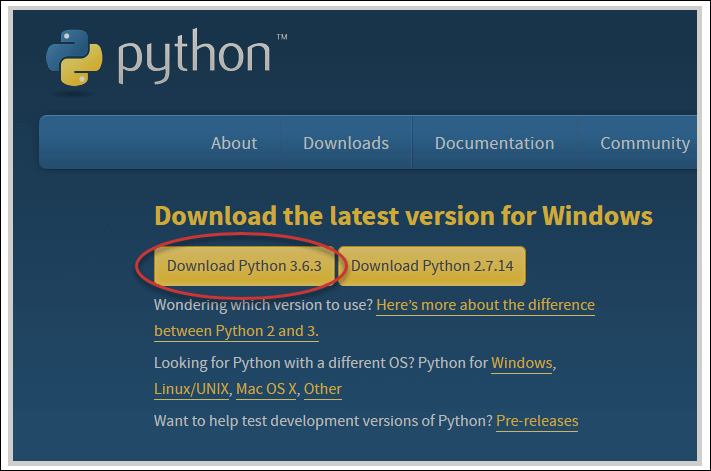 python™
About Downloads Documentation Community
Download the latest version for Windows
Download Python 3.6.3 Download Python 2.7.14
Wondering which version to use? Here's more about the difference
between Python 2 and 3.
Looking for Python with a different OS? Python for Windows,
Linux/UNIX, Mac OS X, Other
Want to help test development versions of Python? Pre-releases